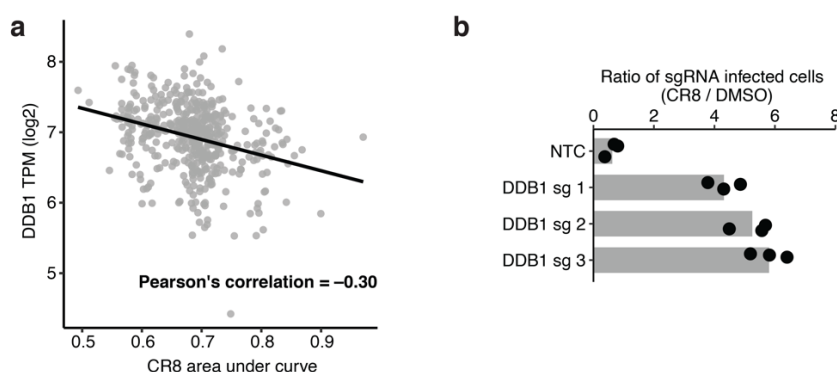 a
8
7
6
5
DDB1 TPM (log2)
Pearson's correlation = –0.30
0.5 0.6 0.7 0.8 0.9
CR8 area under curve
b
Ratio of sgRNA infected cells
(CR8 / DMSO)
0 2 4 6 8
NTC
DDB1 sg 1
DDB1 sg 2
DDB1 sg 3